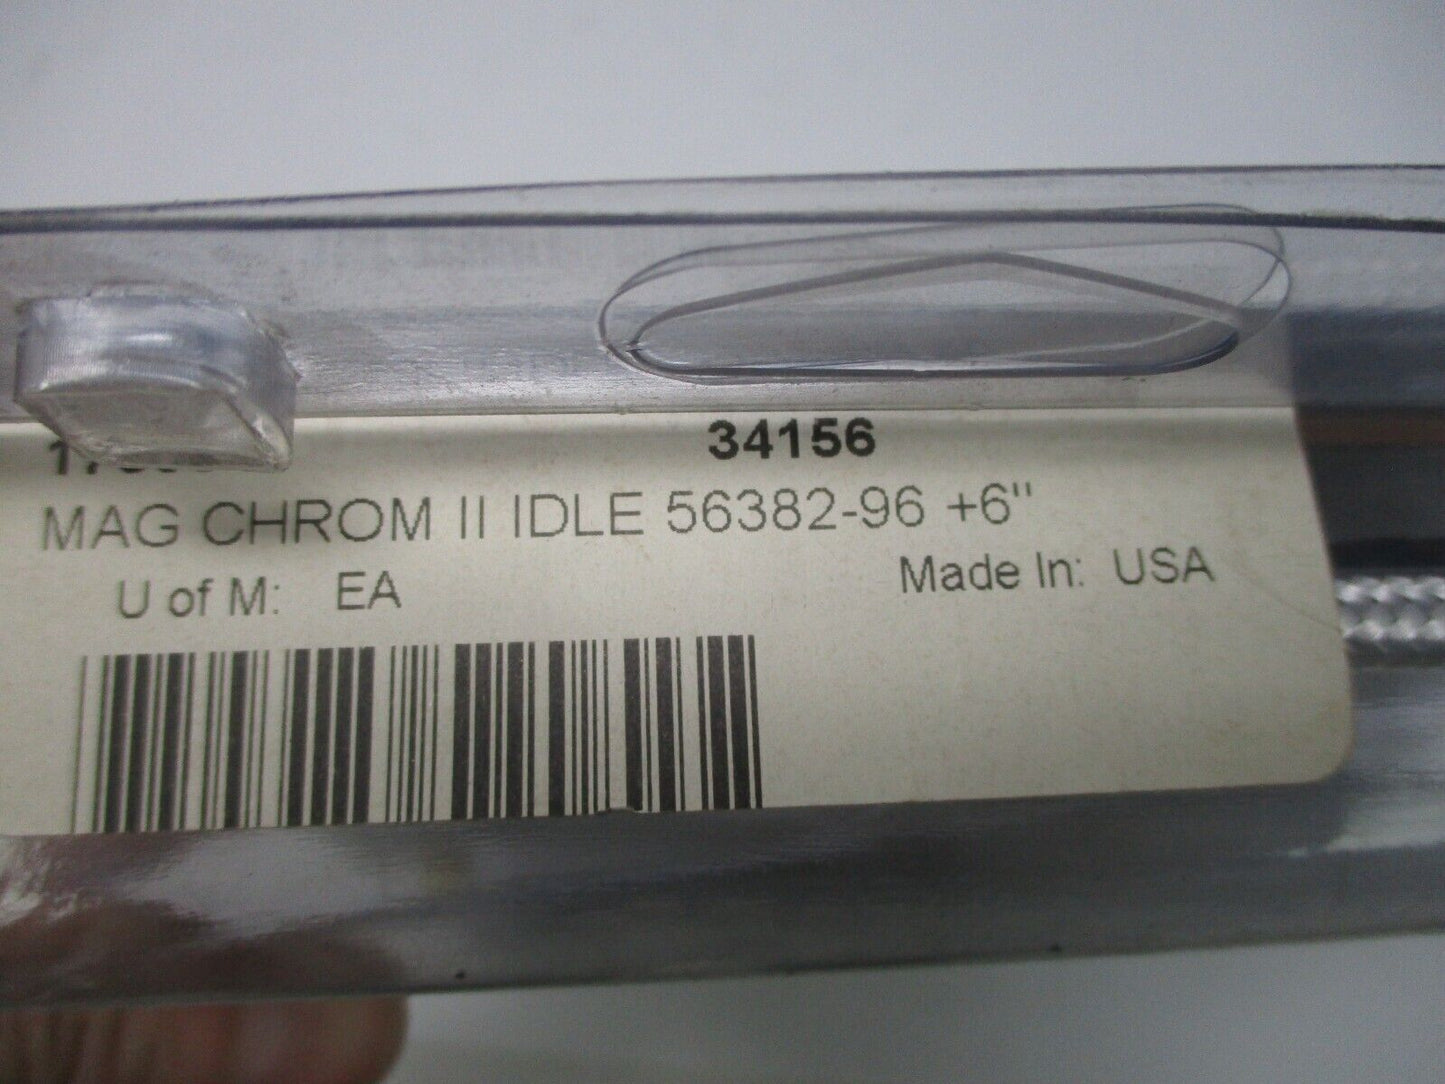 34156
MAG CHROM II IDLE 56382-96 +6"
U of M: EA Made In: USA